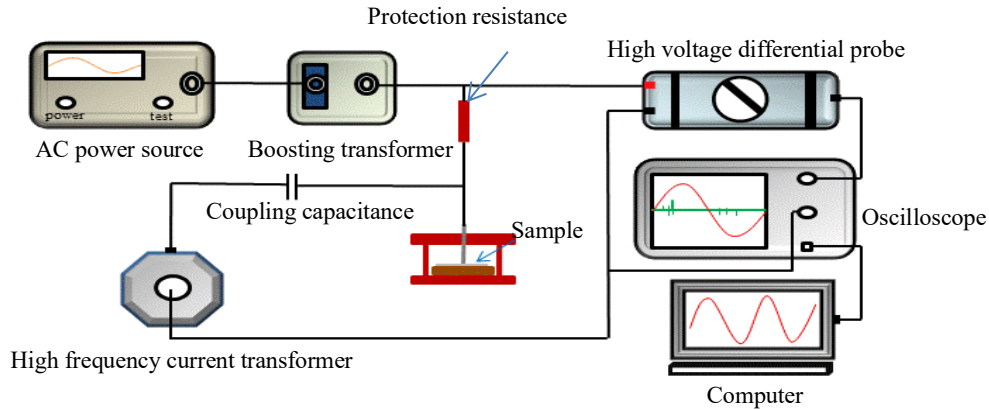 Protection resistance
High voltage differential probe
power
test
AC power source
Boosting transformer
Coupling capacitance
Sample
Oscilloscope
High frequency current transformer
Computer